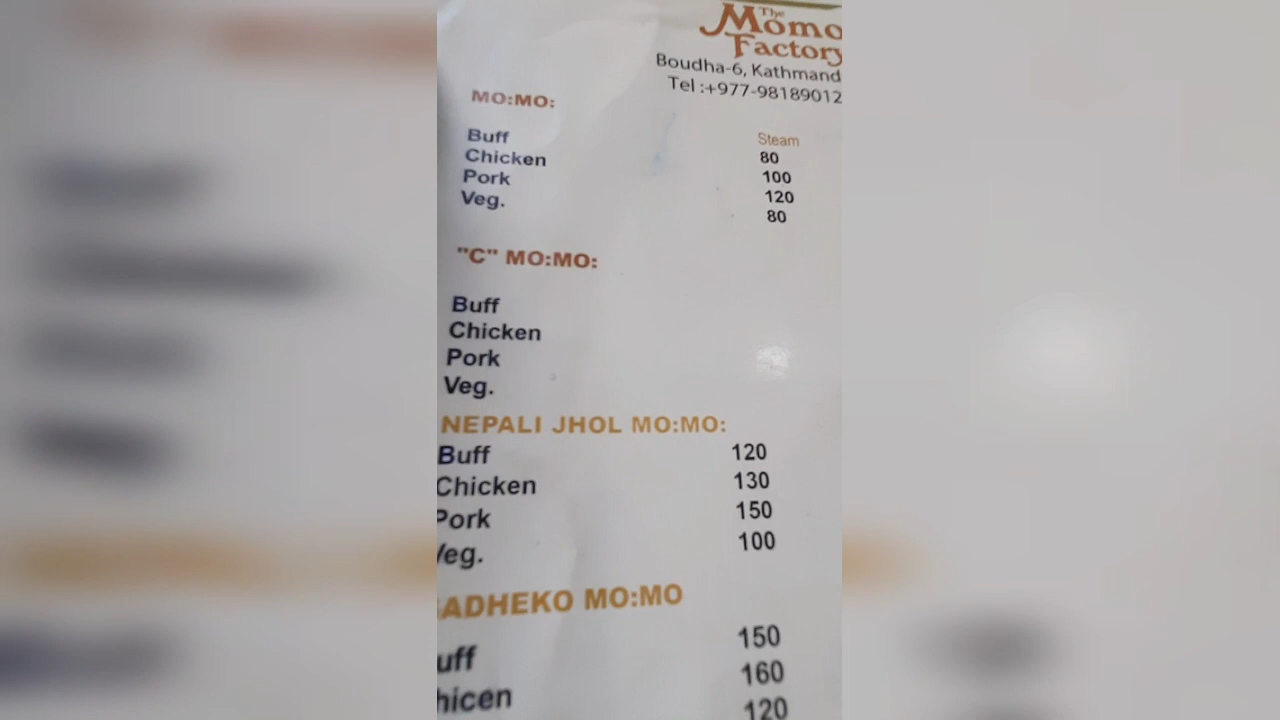 The
Momo
Factory
Boudha-6, Kathmand
Tel :+977-98189012
MO:MO:
Steam
Buff 80
Chicken 100
Pork 120
Veg. 80
"C" MO:MO:
Buff
Chicken
Pork
Veg.
NEPALI JHOL MO:MO:
Buff 120
Chicken 130
Pork 150
Veg. 100
ADHEKO MO:MO
uff 150
hicen 160
120